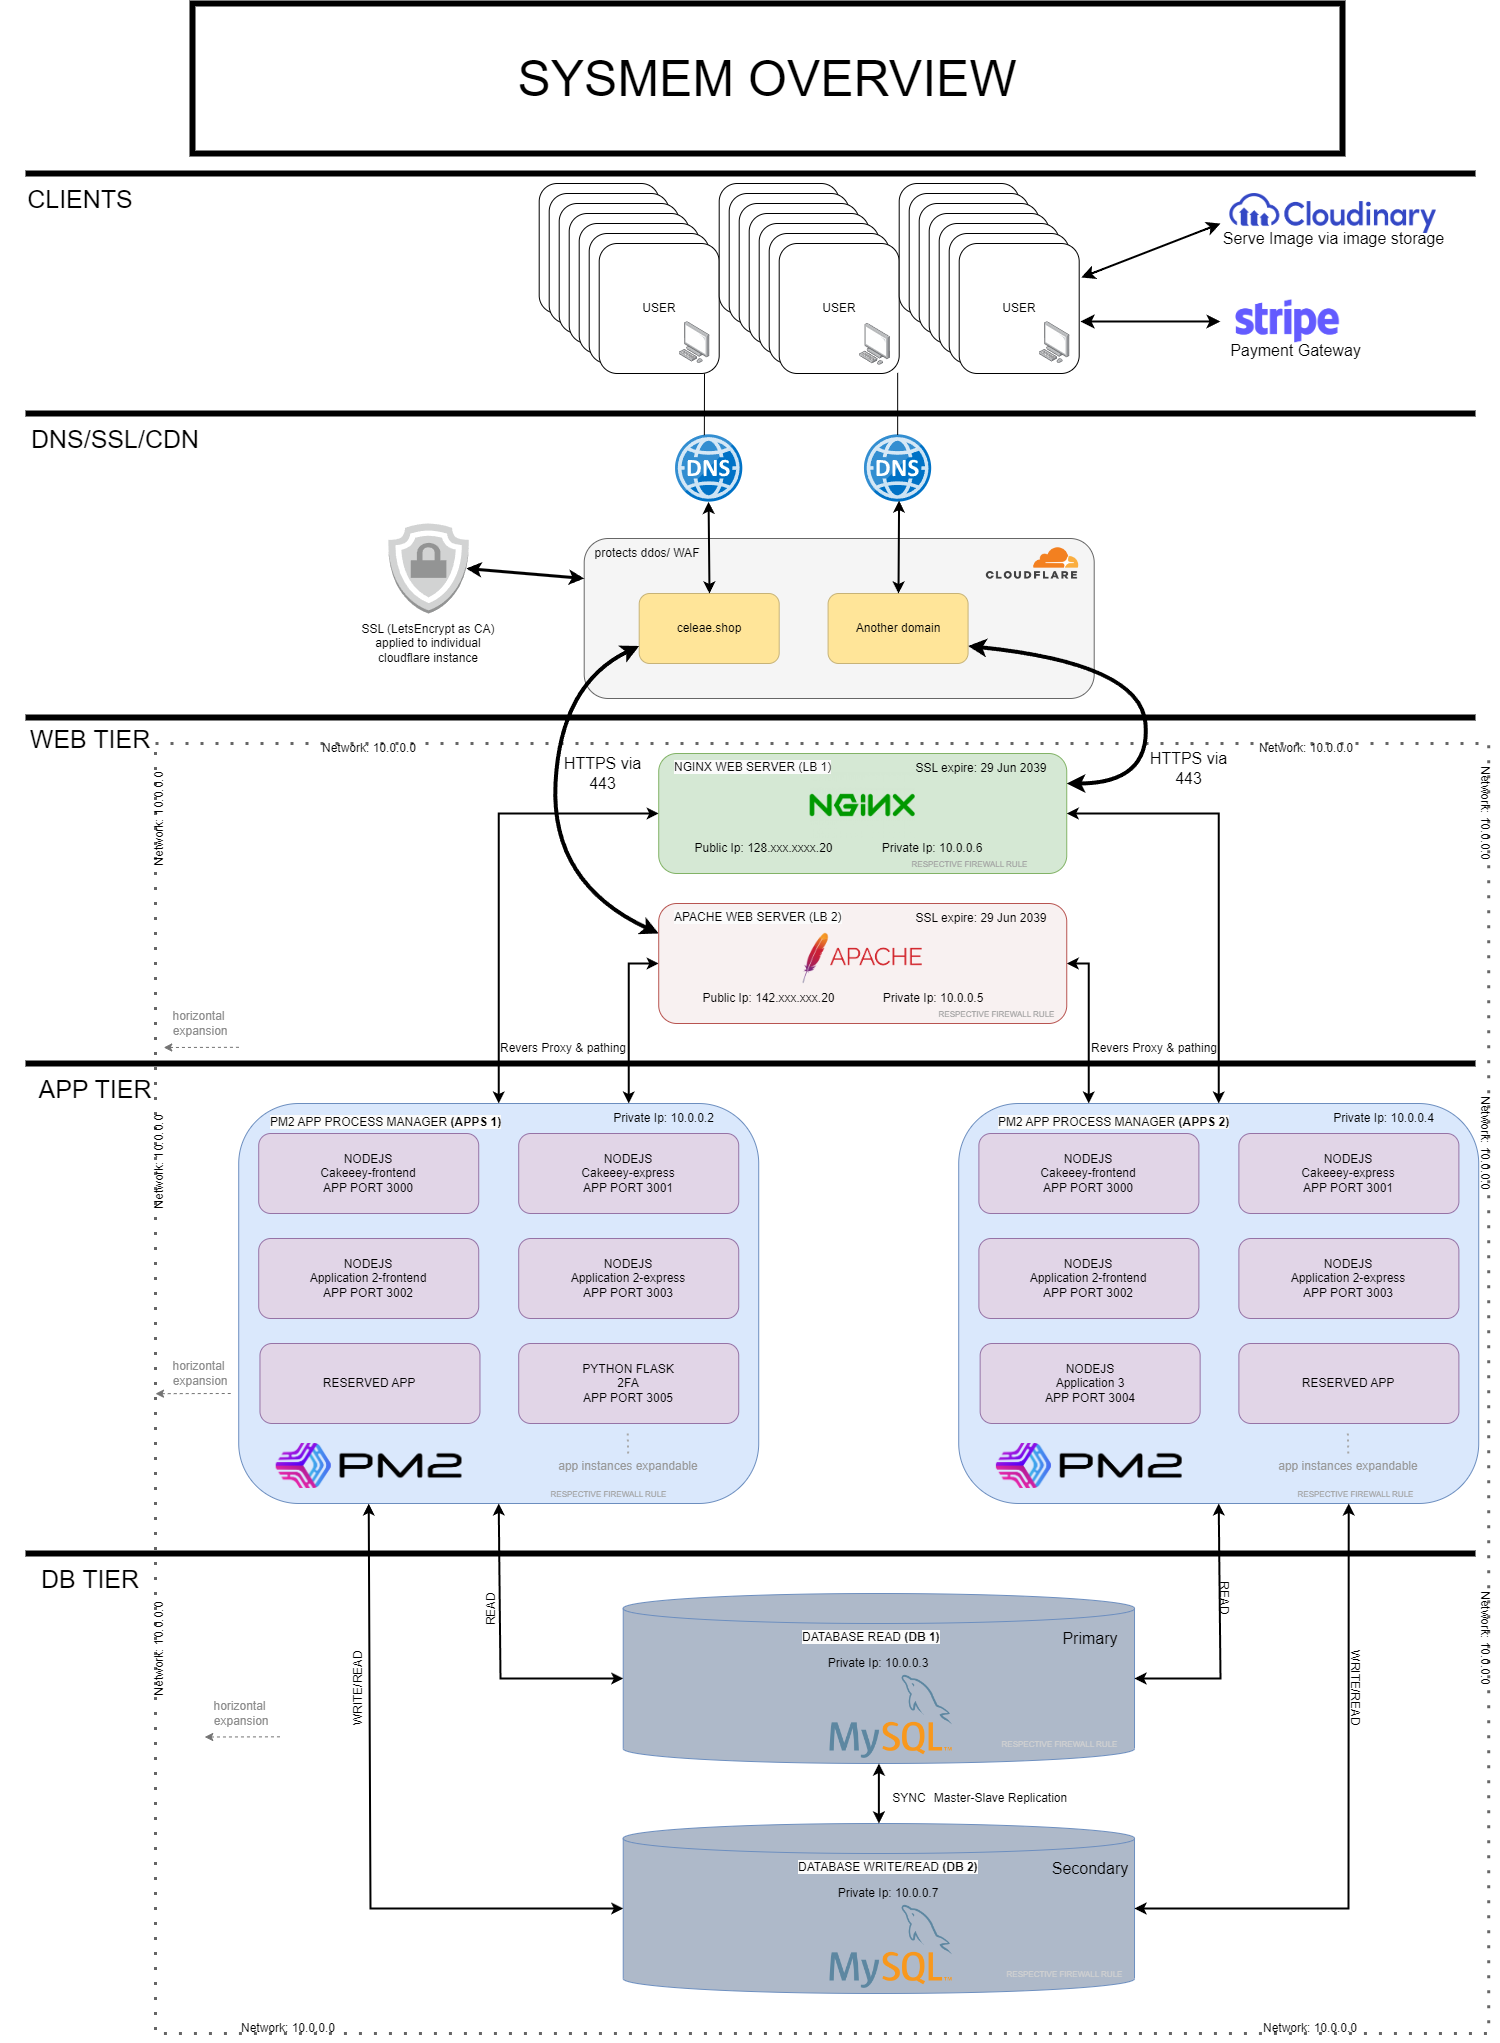 SYSMEM OVERVIEW
CLIENTS
USER
USER
USER
Cloudinary
Serve Image via image storage
stripe
Payment Gateway
DNS/SSL/CDN
DNS
DNS
protects ddos/ WAF
CLOUDFLARE
celeae.shop
Another domain
SSL (LetsEncrypt as CA)
applied to individual
cloudflare instance
WEB TIER
Network: 10.0.0.0
Network: 10.0.0.0
Network: 10.0.0.0
Network: 10.0.0.0
HTTPS via
443
HTTPS via
443
NGINX WEB SERVER (LB 1)
SSL expire: 29 Jun 2039
NGiNX
Public Ip: 128.xxx.xxxx.20
Private Ip: 10.0.0.6
RESPECTIVE FIREWALL RULE
APACHE WEB SERVER (LB 2)
SSL expire: 29 Jun 2039
APACHE
Public Ip: 142.xxx.xxx.20
Private Ip: 10.0.0.5
RESPECTIVE FIREWALL RULE
horizontal
expansion
Revers Proxy & pathing
Revers Proxy & pathing
APP TIER
Network: 10.0.0.0
Network: 10.0.0.0
PM2 APP PROCESS MANAGER (APPS 1)
Private Ip: 10.0.0.2
NODEJS
Cakeeey-frontend
APP PORT 3000
NODEJS
Cakeeey-express
APP PORT 3001
NODEJS
Application 2-frontend
APP PORT 3002
NODEJS
Application 2-express
APP PORT 3003
RESERVED APP
PYTHON FLASK
2FA
APP PORT 3005
PM2
app instances expandable
RESPECTIVE FIREWALL RULE
PM2 APP PROCESS MANAGER (APPS 2)
Private Ip: 10.0.0.4
NODEJS
Cakeeey-frontend
APP PORT 3000
NODEJS
Cakeeey-express
APP PORT 3001
NODEJS
Application 2-frontend
APP PORT 3002
NODEJS
Application 2-express
APP PORT 3003
NODEJS
Application 3
APP PORT 3004
RESERVED APP
PM2
app instances expandable
RESPECTIVE FIREWALL RULE
horizontal
expansion
DB TIER
Network: 10.0.0.0
Network: 10.0.0.0
READ
READ
WRITE/READ
WRITE/READ
DATABASE READ (DB 1)
Primary
Private Ip: 10.0.0.3
MySQL™
RESPECTIVE FIREWALL RULE
horizontal
expansion
SYNC Master-Slave Replication
DATABASE WRITE/READ (DB 2)
Secondary
Private Ip: 10.0.0.7
MySQL™
RESPECTIVE FIREWALL RULE
Network: 10.0.0.0
Network: 10.0.0.0